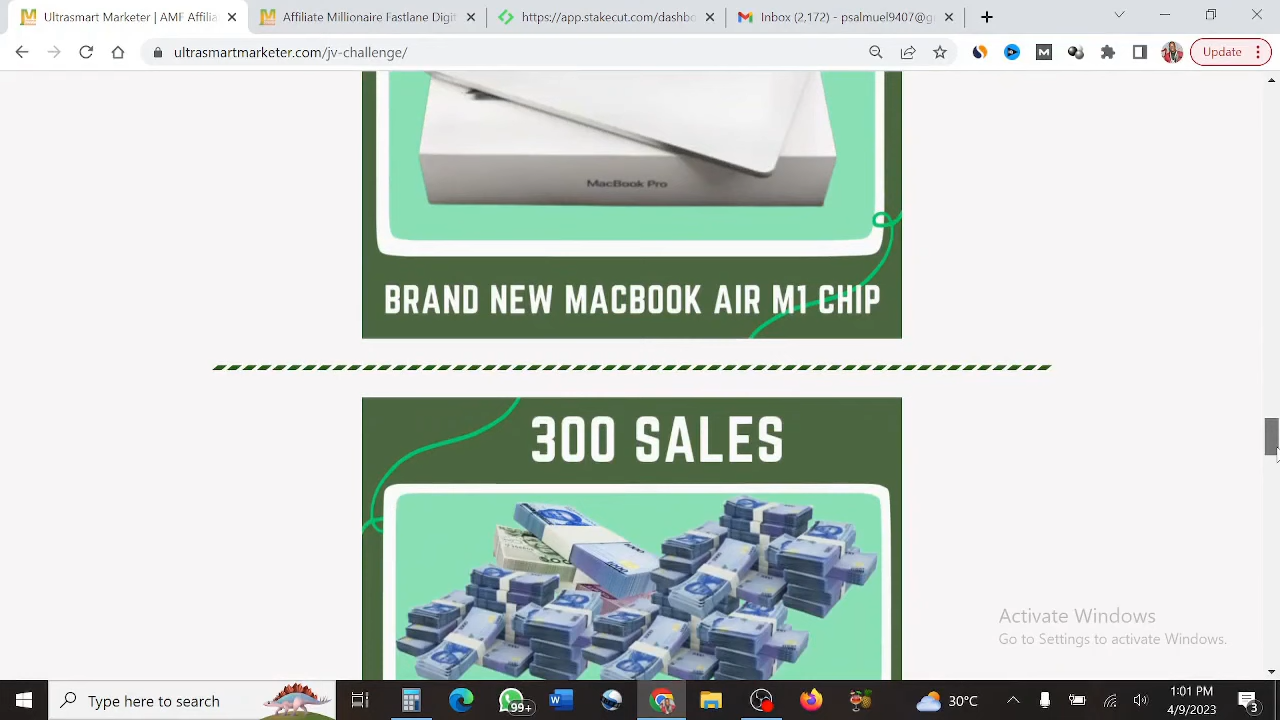 Ultrasmart Marketer | AMF Affilia
Affiliate Millionaire Fastlane Digi
https://app.stakecut.com/dashbo
Inbox (2,172) - psamuel9407@g
ultrasmartmarketer.com/jv-challenge/
Update
MacBook Pro
BRAND NEW MACBOOK AIR M1 CHIP
300 SALES
Activate Windows
Go to Settings to activate Windows.
Type here to search
99+
30°C
1:01 PM
4/9/2023
3